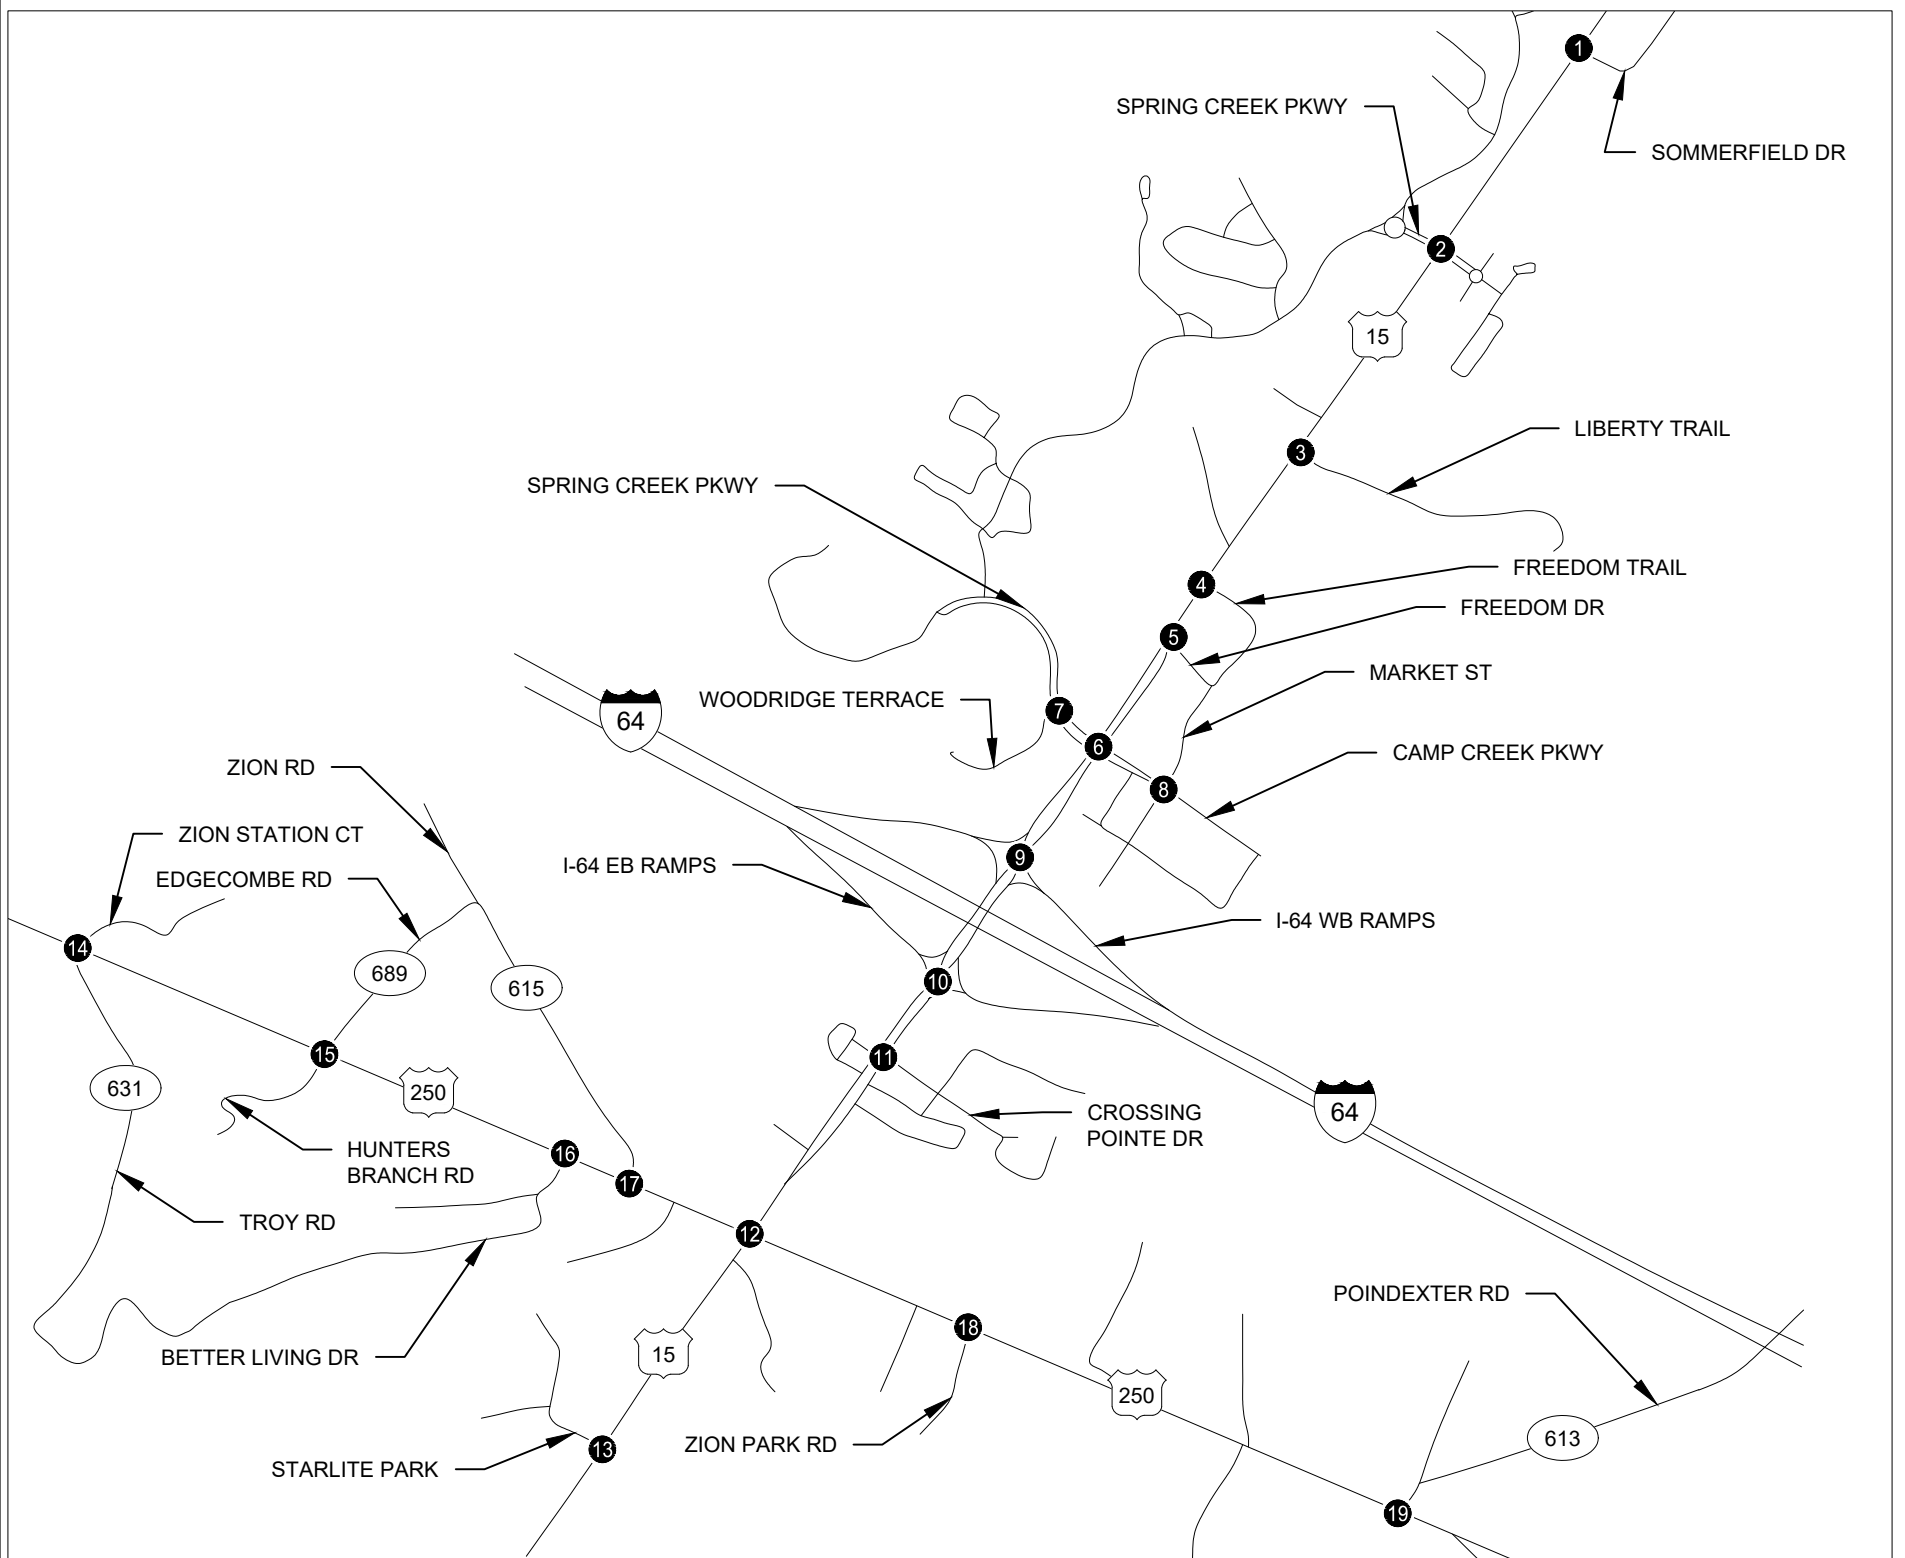 1
SPRING CREEK PKWY
SOMMERFIELD DR
2
15
LIBERTY TRAIL
3
SPRING CREEK PKWY
FREEDOM TRAIL
4
FREEDOM DR
5
MARKET ST
WOODRIDGE TERRACE
7
64
6
CAMP CREEK PKWY
ZION RD
8
ZION STATION CT
9
I-64 EB RAMPS
EDGECOMBE RD
I-64 WB RAMPS
14
689
10
615
15
11
631
250
64
CROSSING
POINTE DR
HUNTERS
BRANCH RD
16
17
TROY RD
12
POINDEXTER RD
18
15
BETTER LIVING DR
250
613
ZION PARK RD
13
STARLITE PARK
19